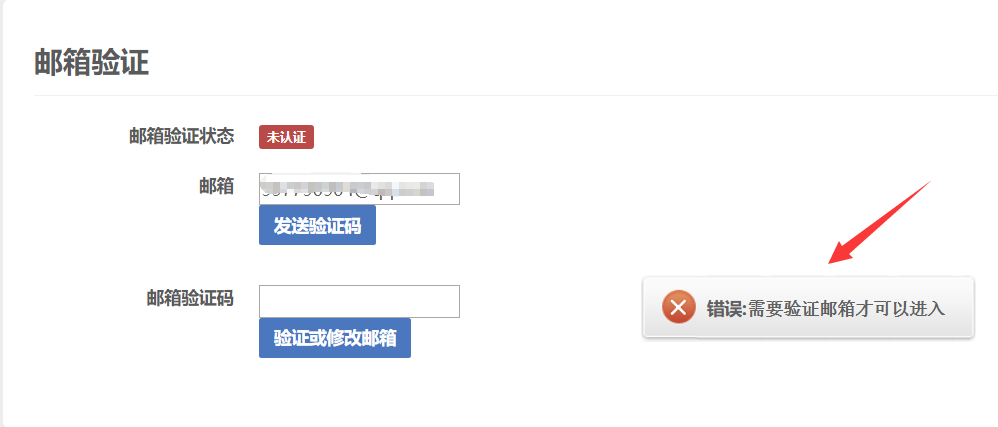 邮箱验证
邮箱验证状态 未认证
邮箱
发送验证码
邮箱验证码
验证或修改邮箱
错误:需要验证邮箱才可以进入